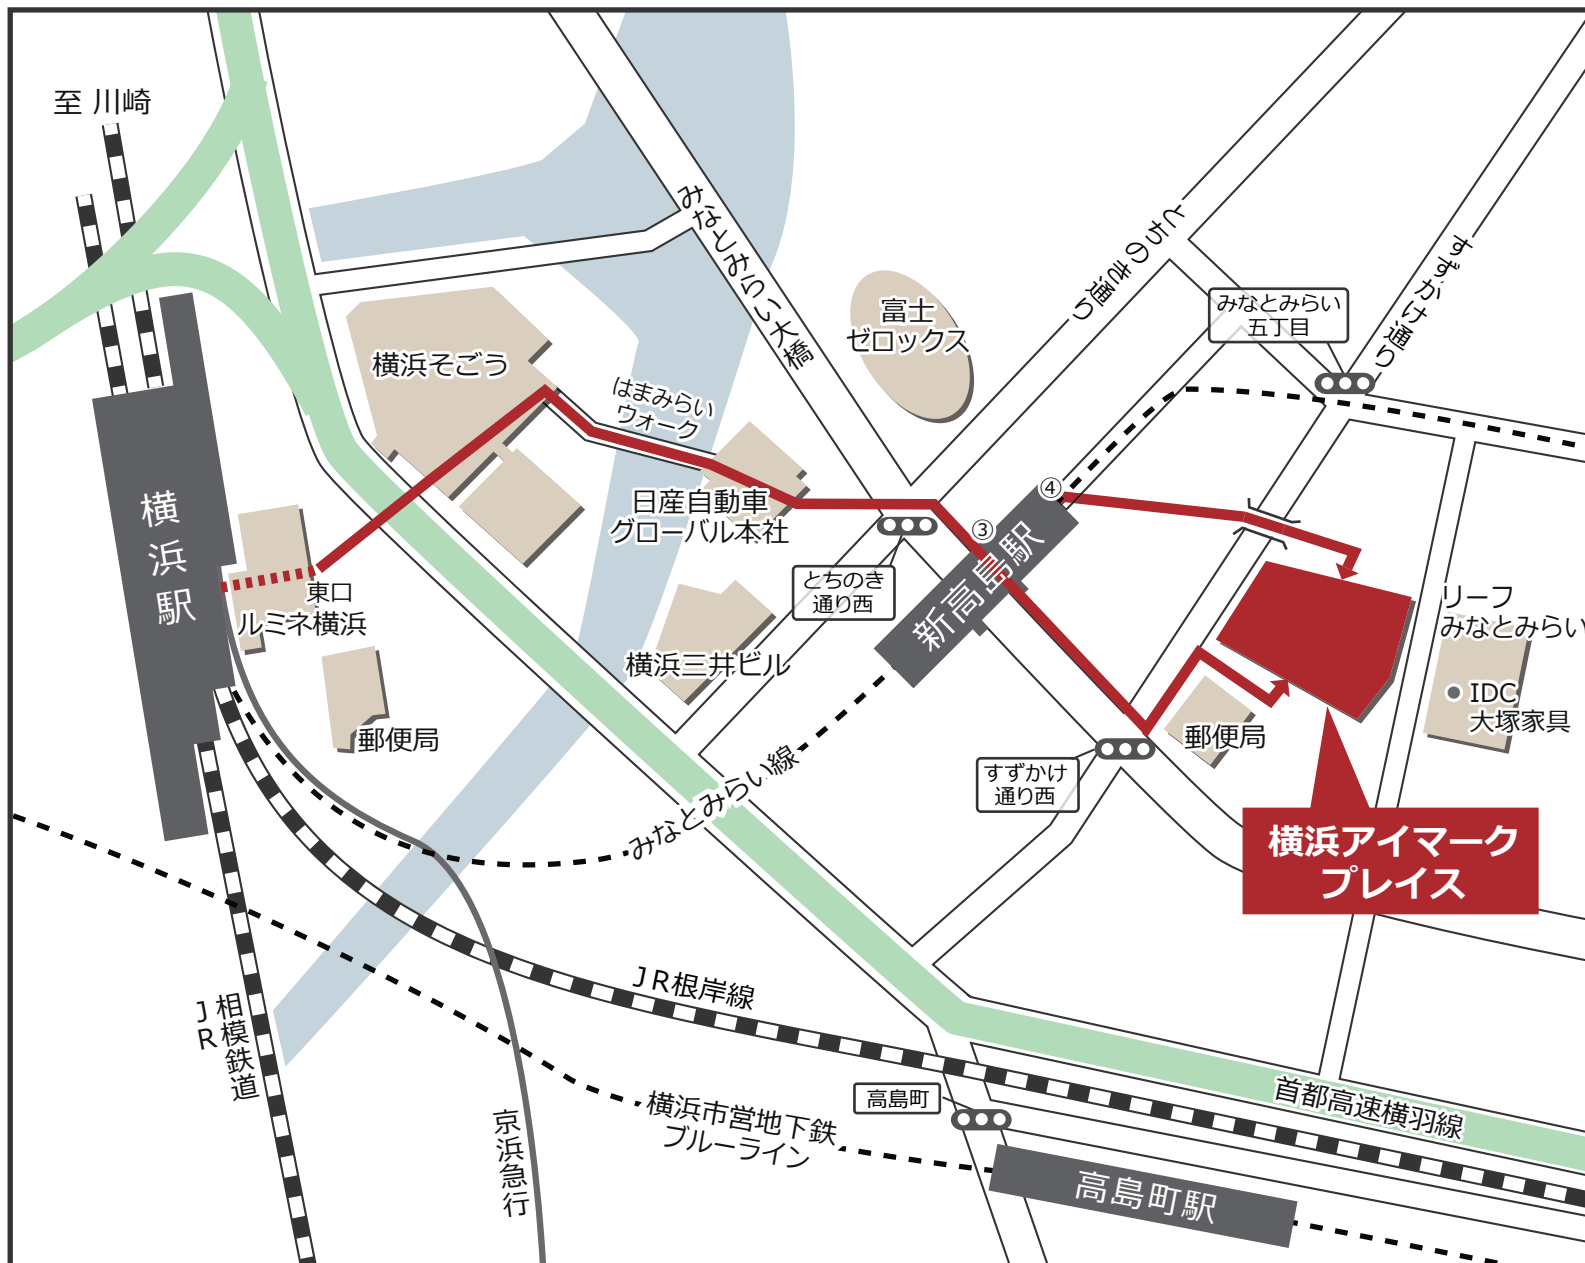 至 川崎
横浜駅
横浜そごう
はまみらい
ウォーク
みなとみらい大橋
富士
ゼロックス
とちのき通り
すずかけ通り
みなとみらい
五丁目
日産自動車
グローバル本社
とちのき
通り西
④
③
新高島駅
東口
ルミネ横浜
郵便局
横浜三井ビル
みなとみらい線
リーフ
みなとみらい
IDC
大塚家具
郵便局
すずかけ
通り西
横浜アイマーク
プレイス
JR根岸線
相模鉄道
JR
京浜急行
横浜市営地下鉄
ブルーライン
高島町
高島町駅
首都高速横羽線